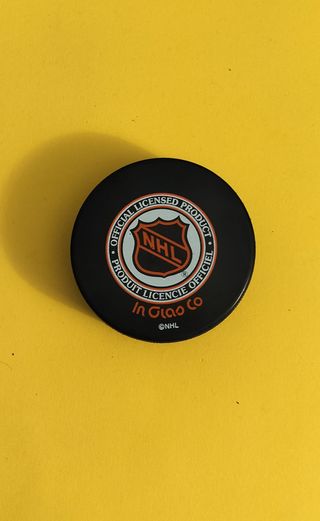 OFFICIAL LICENSED PRODUCT
NHL
PRODUIT LICENCIE OFFICIEL
In Glas Co
©NHL